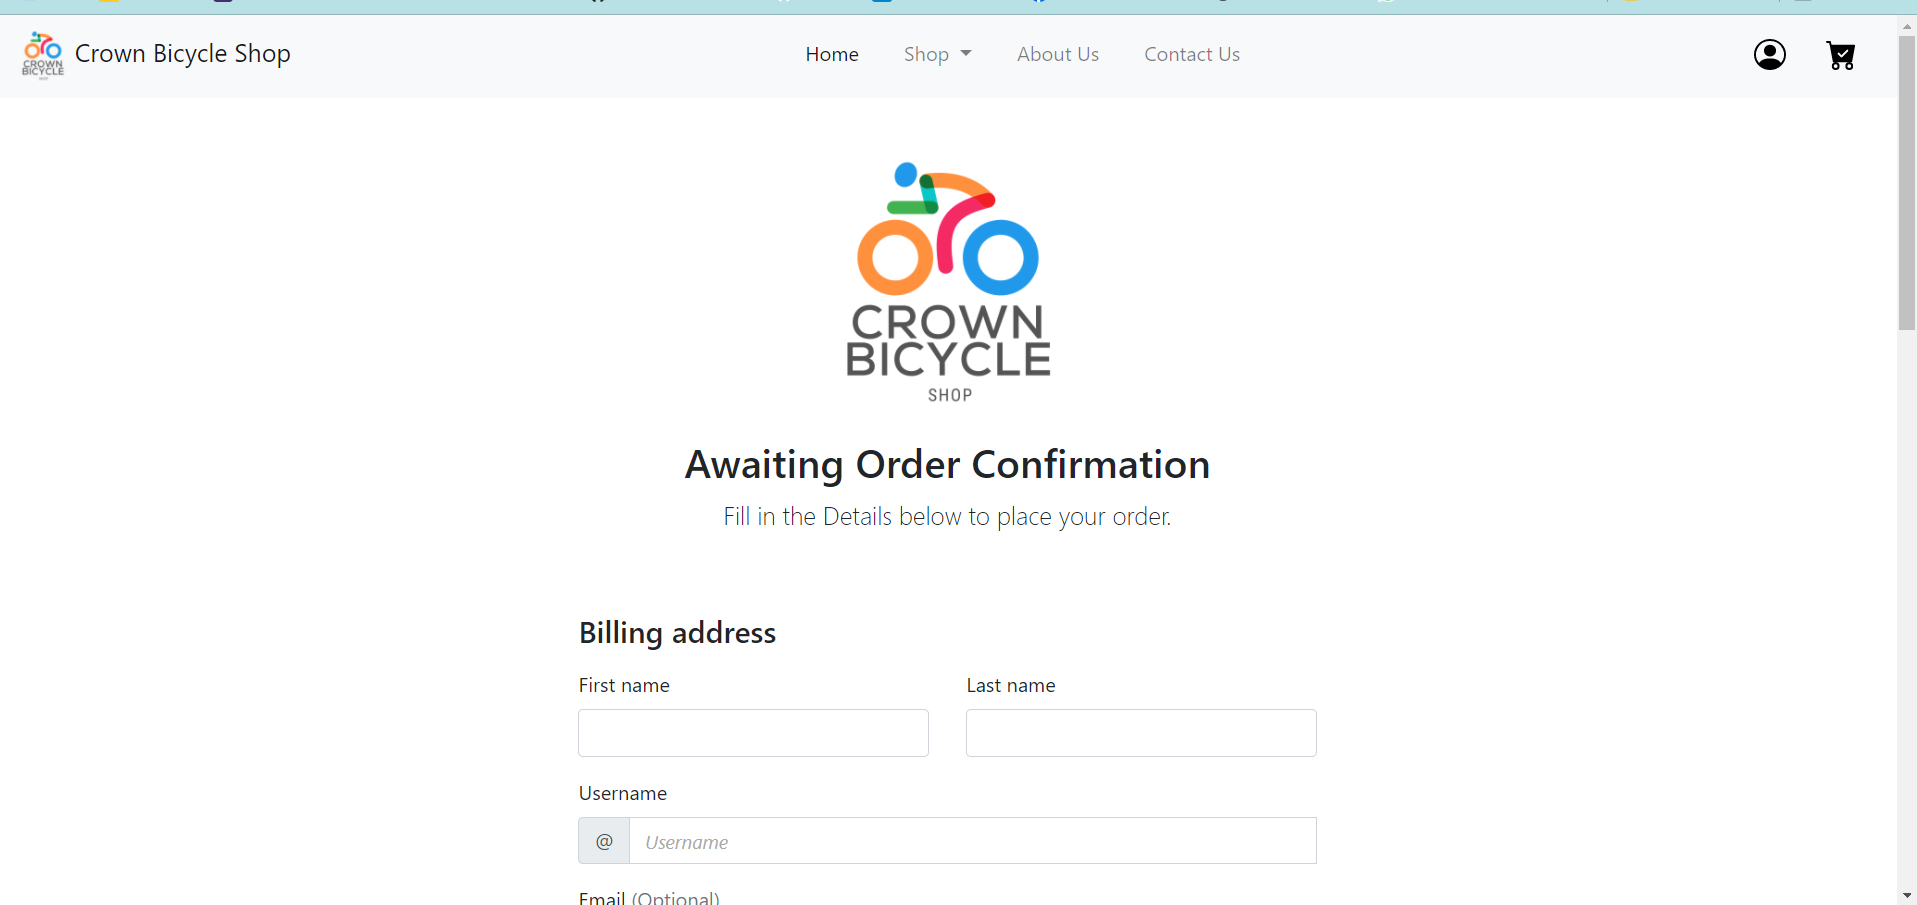 CROWN
BICYCLE
SHOP
Crown Bicycle Shop
Home
Shop
About Us
Contact Us
CROWN
BICYCLE
SHOP
Awaiting Order Confirmation
Fill in the Details below to place your order.
Billing address
First name
Last name
Username
@
Username
Email (Optional)